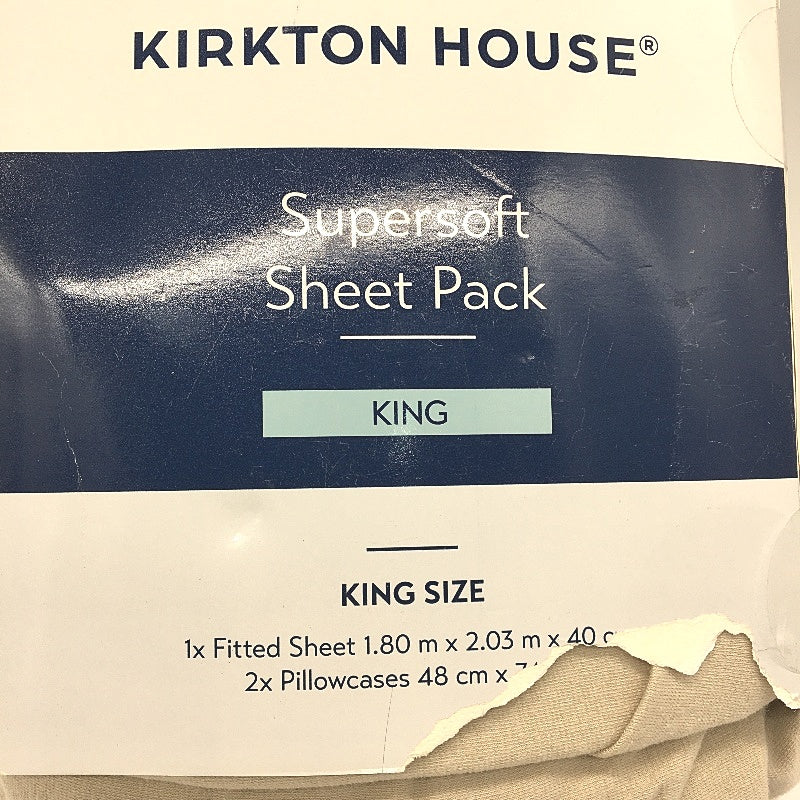 KIRKTON HOUSE®
Supersoft
Sheet Pack
KING
KING SIZE
1x Fitted Sheet 1.80 m x 2.03 m x 40
2x Pillowcases 48 cm x